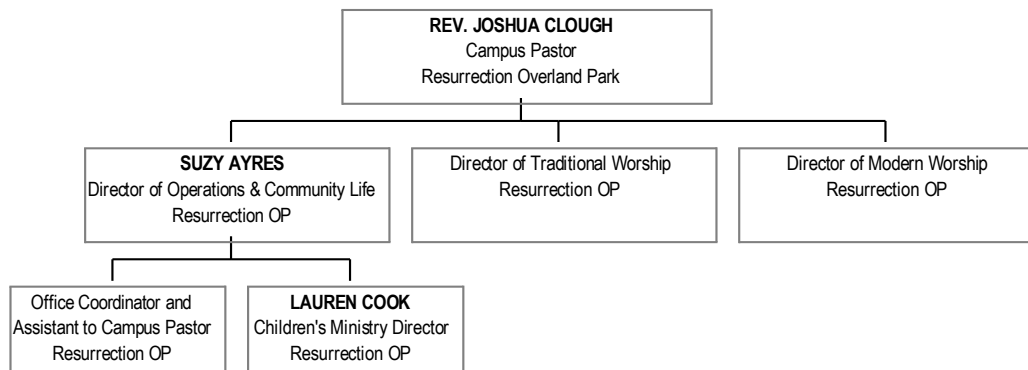 REV. JOSHUA CLOUGH
Campus Pastor
Resurrection Overland Park
SUZY AYRES
Director of Operations & Community Life
Resurrection OP
Director of Traditional Worship
Resurrection OP
Director of Modern Worship
Resurrection OP
Office Coordinator and
Assistant to Campus Pastor
Resurrection OP
LAUREN COOK
Children's Ministry Director
Resurrection OP